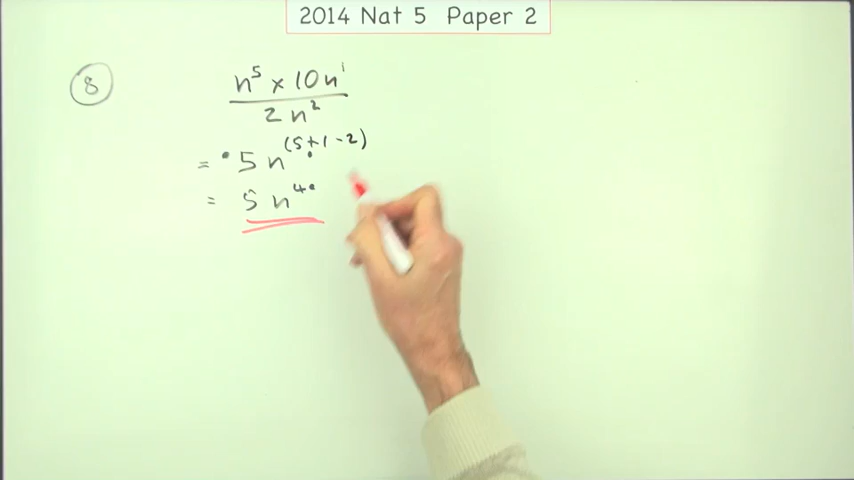 2014 Nat 5 Paper 2
8
n⁵ × 10n¹
2n²
= 5n⁽⁵⁺¹⁻²⁾
= 5n⁴